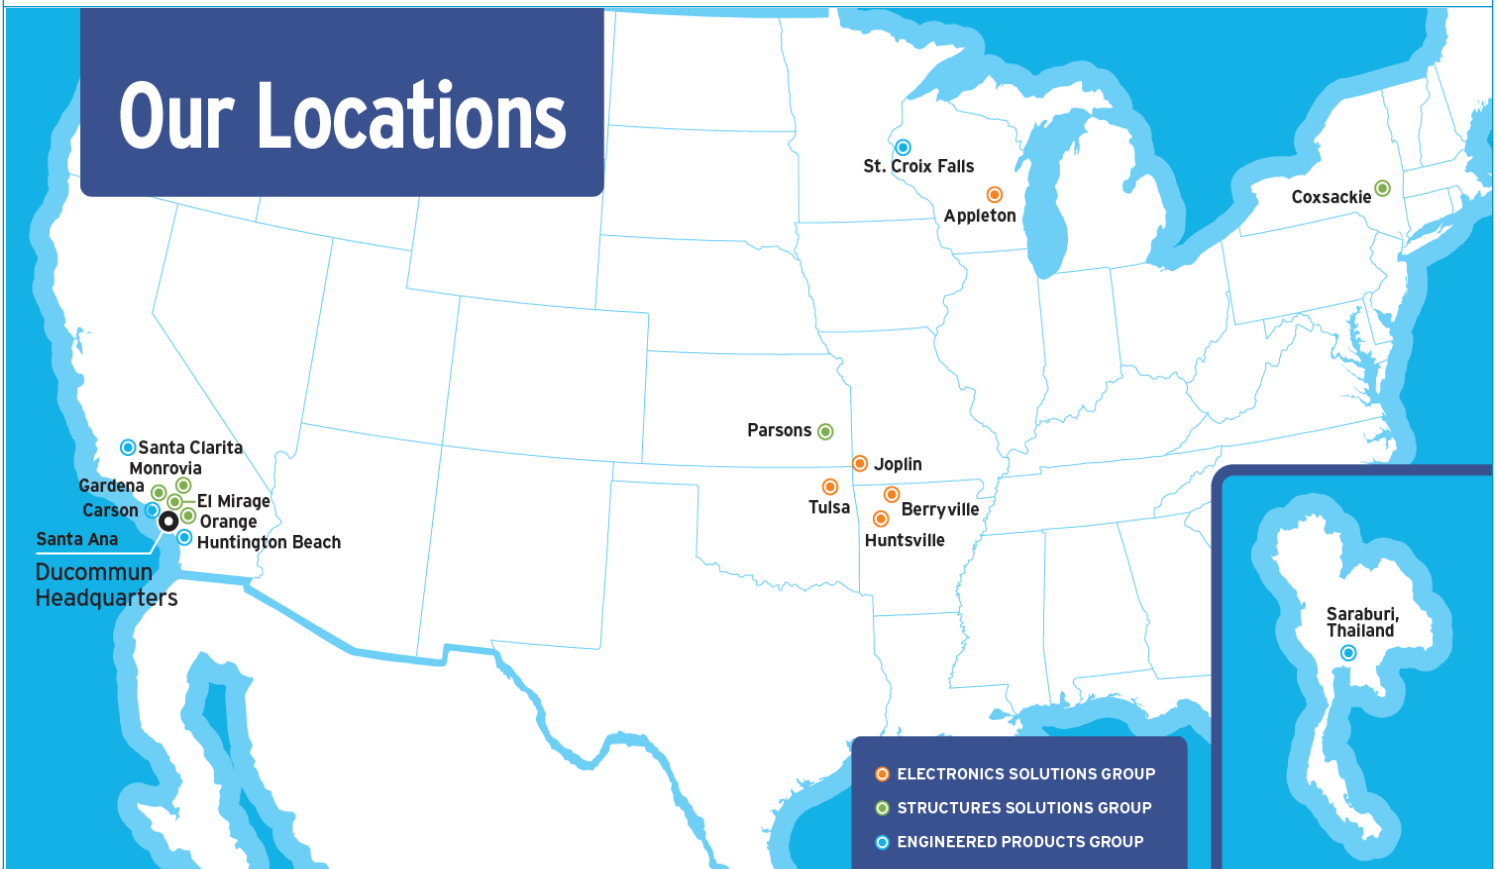 Our Locations
St. Croix Falls
Appleton
Coxsackie
Parsons
Joplin
Tulsa
Berryville
Huntsville
Santa Clarita
Monrovia
Gardena
El Mirage
Carson
Orange
Santa Ana
Huntington Beach
Ducommun
Headquarters
Saraburi,
Thailand
ELECTRONICS SOLUTIONS GROUP
STRUCTURES SOLUTIONS GROUP
ENGINEERED PRODUCTS GROUP